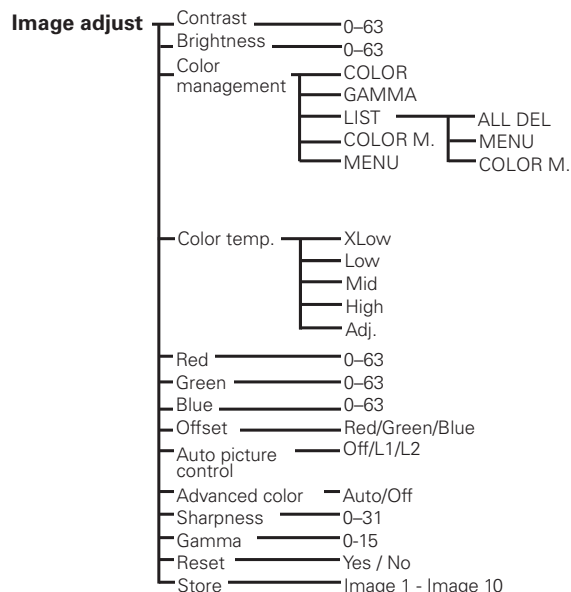 Image adjust
Contrast 0–63
Brightness 0–63
Color
management
COLOR
GAMMA
LIST
ALL DEL
COLOR M.
MENU
MENU
COLOR M.
Color temp. XLow
Low
Mid
High
Adj.
Red 0–63
Green 0–63
Blue 0–63
Offset Red/Green/Blue
Auto picture
control
Off/L1/L2
Advanced color Auto/Off
Sharpness 0–31
Gamma 0-15
Reset Yes / No
Store Image 1 - Image 10